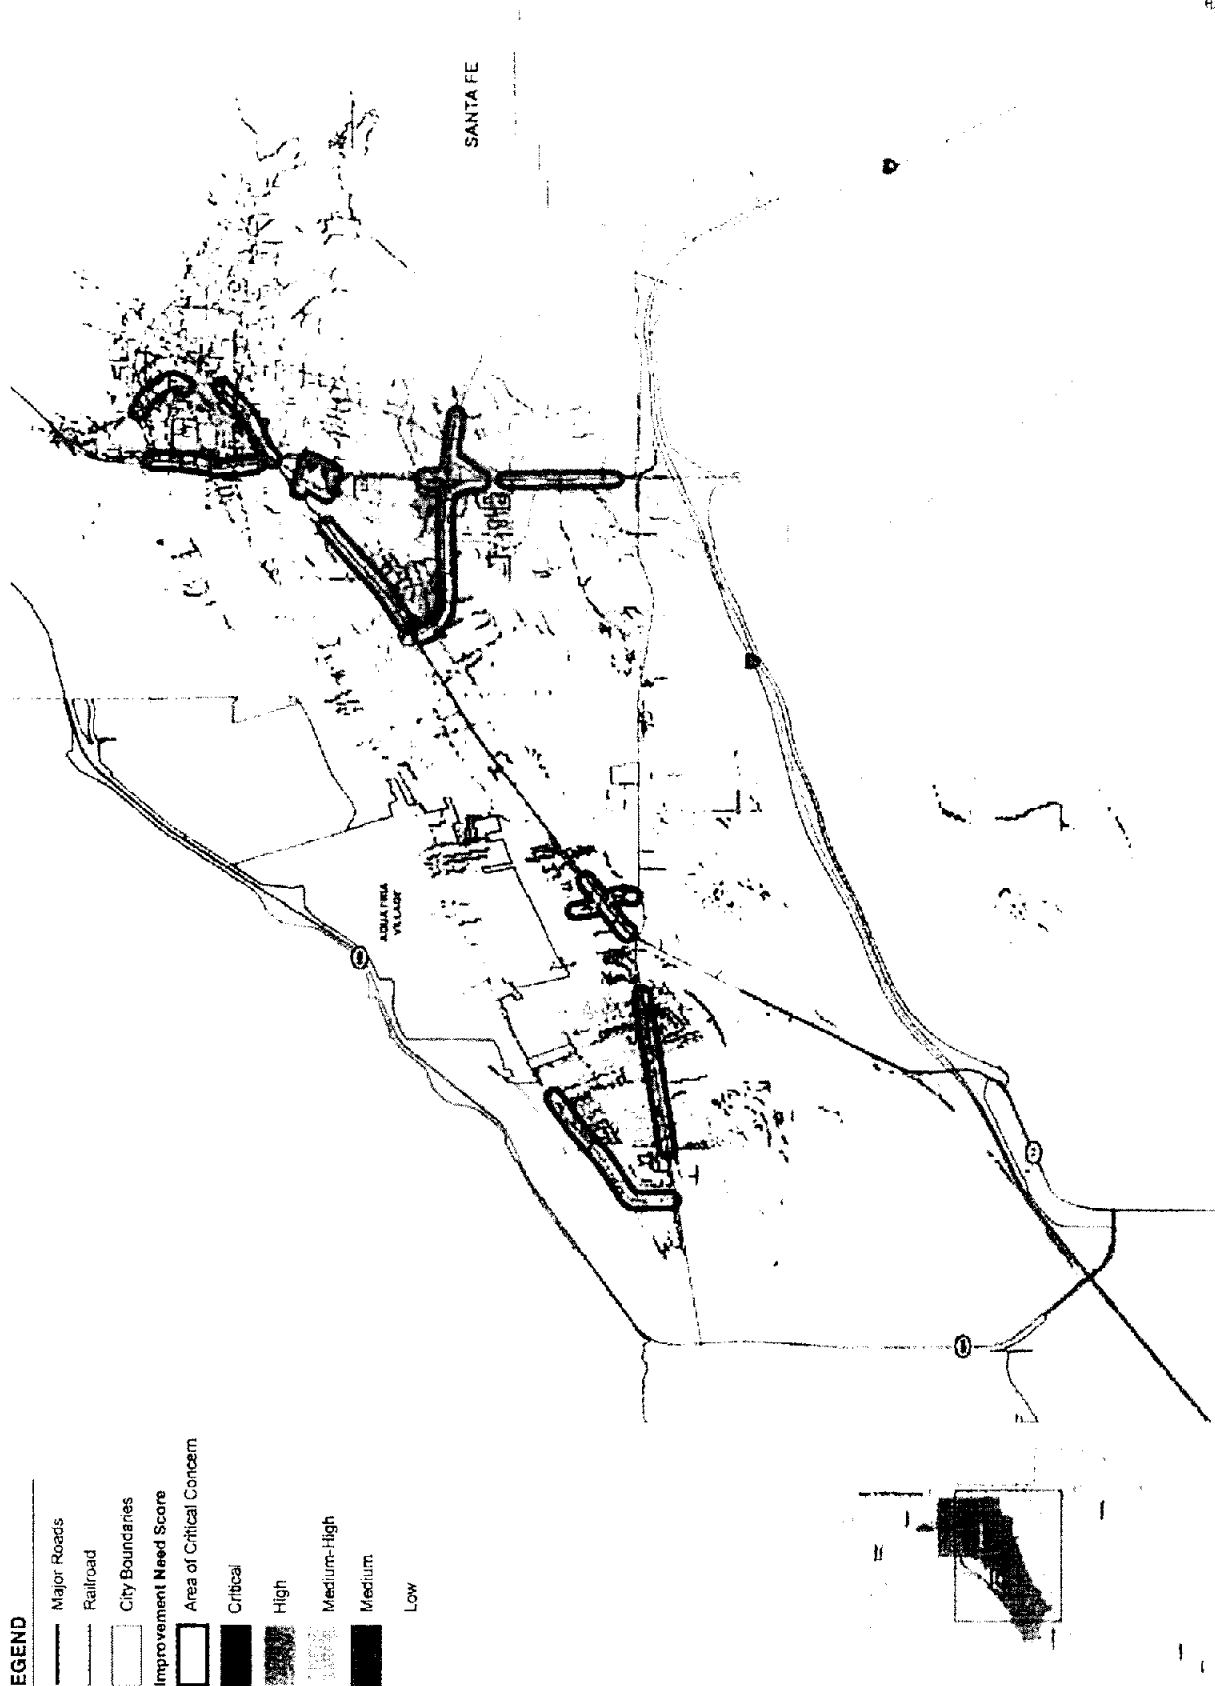 SANTA FE
AGUA FRIA
VILLAGE
EGEND
Major Roads
Railroad
City Boundaries
Improvement Need Score
Area of Critical Concern
Critical
High
Medium-High
Medium
Low